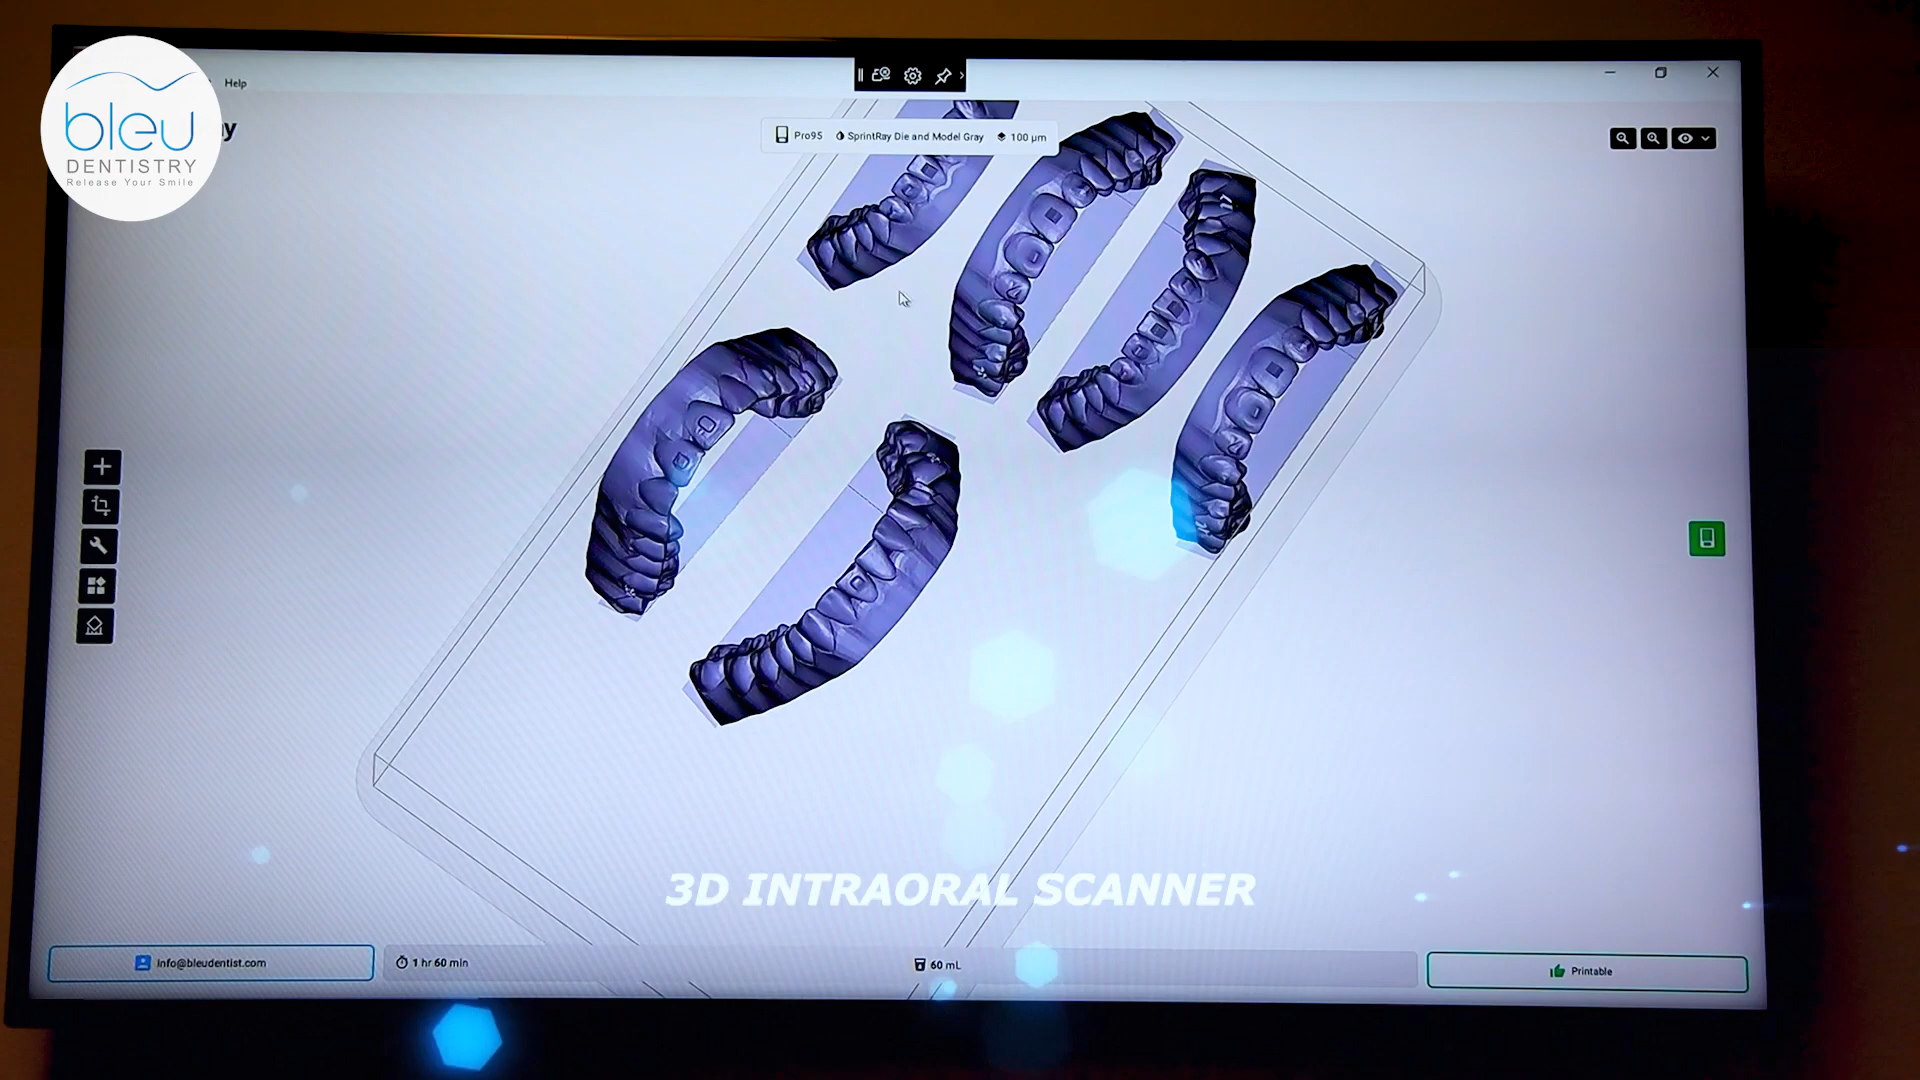 bleu
DENTISTRY
Release Your Smile
Help
Pro95 SprintRay Die and Model Gray 100 µm
3D INTRAORAL SCANNER
info@bleudentist.com
1 hr 60 min
60 mL
Printable